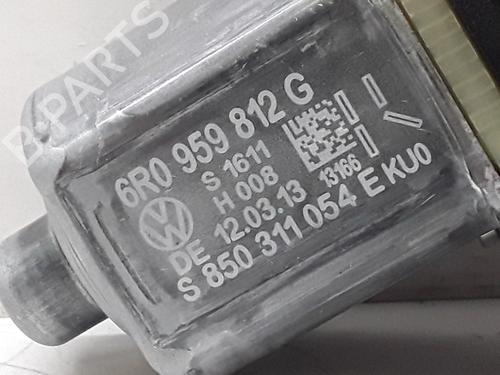 B-PARTS
6R0 959 812 G
S 1611
H 008
DE 12.03.13
13166
S 850 311 054 E KU0